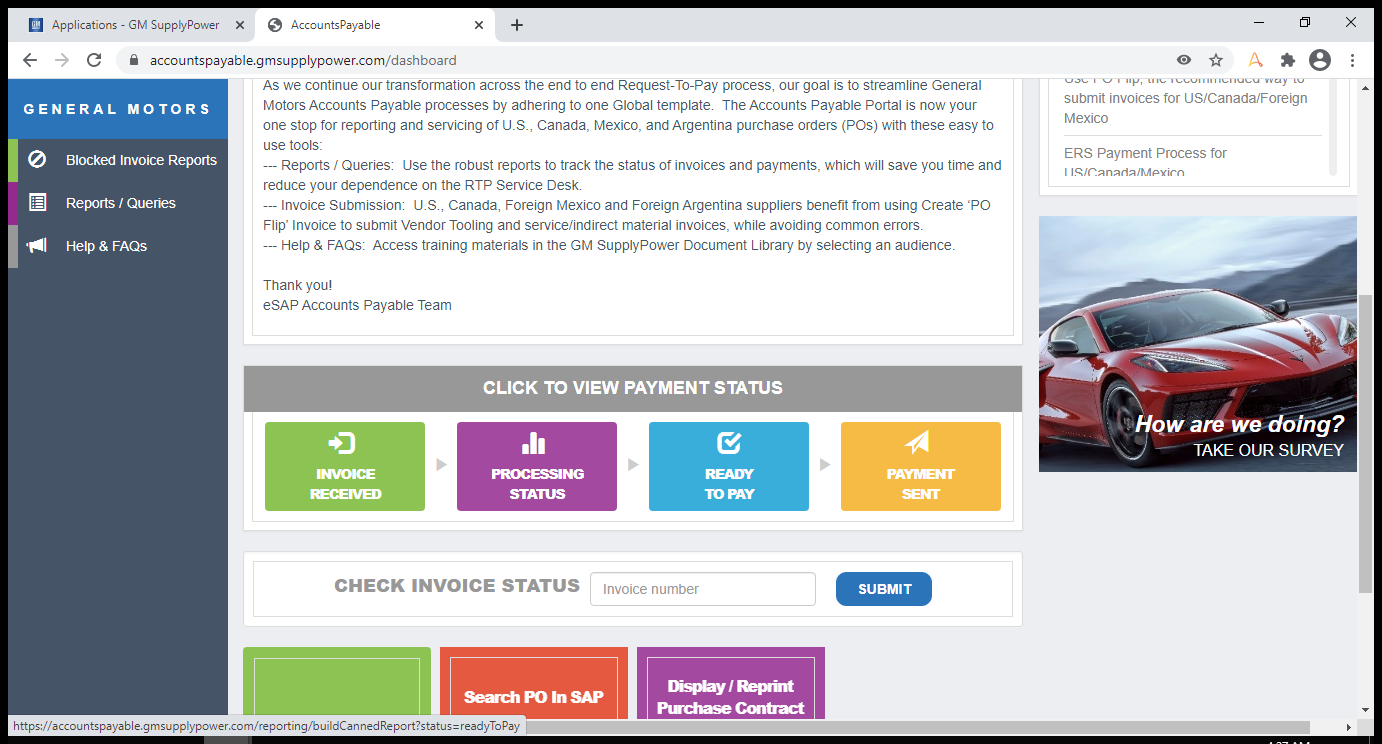 Applications - GM SupplyPower
AccountsPayable
accountspayable.gmsupplypower.com/dashboard
GENERAL MOTORS
Blocked Invoice Reports
Reports / Queries
Help & FAQs
As we continue our transformation across the end to end Request-To-Pay process, our goal is to streamline General
Motors Accounts Payable processes by adhering to one Global template.  The Accounts Payable Portal is now your
one stop for reporting and servicing of U.S., Canada, Mexico, and Argentina purchase orders (POs) with these easy to
use tools:
--- Reports / Queries:  Use the robust reports to track the status of invoices and payments, which will save you time and
reduce your dependence on the RTP Service Desk.
--- Invoice Submission:  U.S., Canada, Foreign Mexico and Foreign Argentina suppliers benefit from using Create ‘PO
Flip’ Invoice to submit Vendor Tooling and service/indirect material invoices, while avoiding common errors.
--- Help & FAQs:  Access training materials in the GM SupplyPower Document Library by selecting an audience.
Thank you!
eSAP Accounts Payable Team
Use PO Flip, the recommended way to
submit invoices for US/Canada/Foreign
Mexico
ERS Payment Process for
US/Canada/Mexico
How are we doing?
TAKE OUR SURVEY
CLICK TO VIEW PAYMENT STATUS
INVOICE
RECEIVED
PROCESSING
STATUS
READY
TO PAY
PAYMENT
SENT
CHECK INVOICE STATUS
Invoice number
SUBMIT
Search PO In SAP
Display / Reprint
Purchase Contract
https://accountspayable.gmsupplypower.com/reporting/buildCannedReport?status=readyToPay